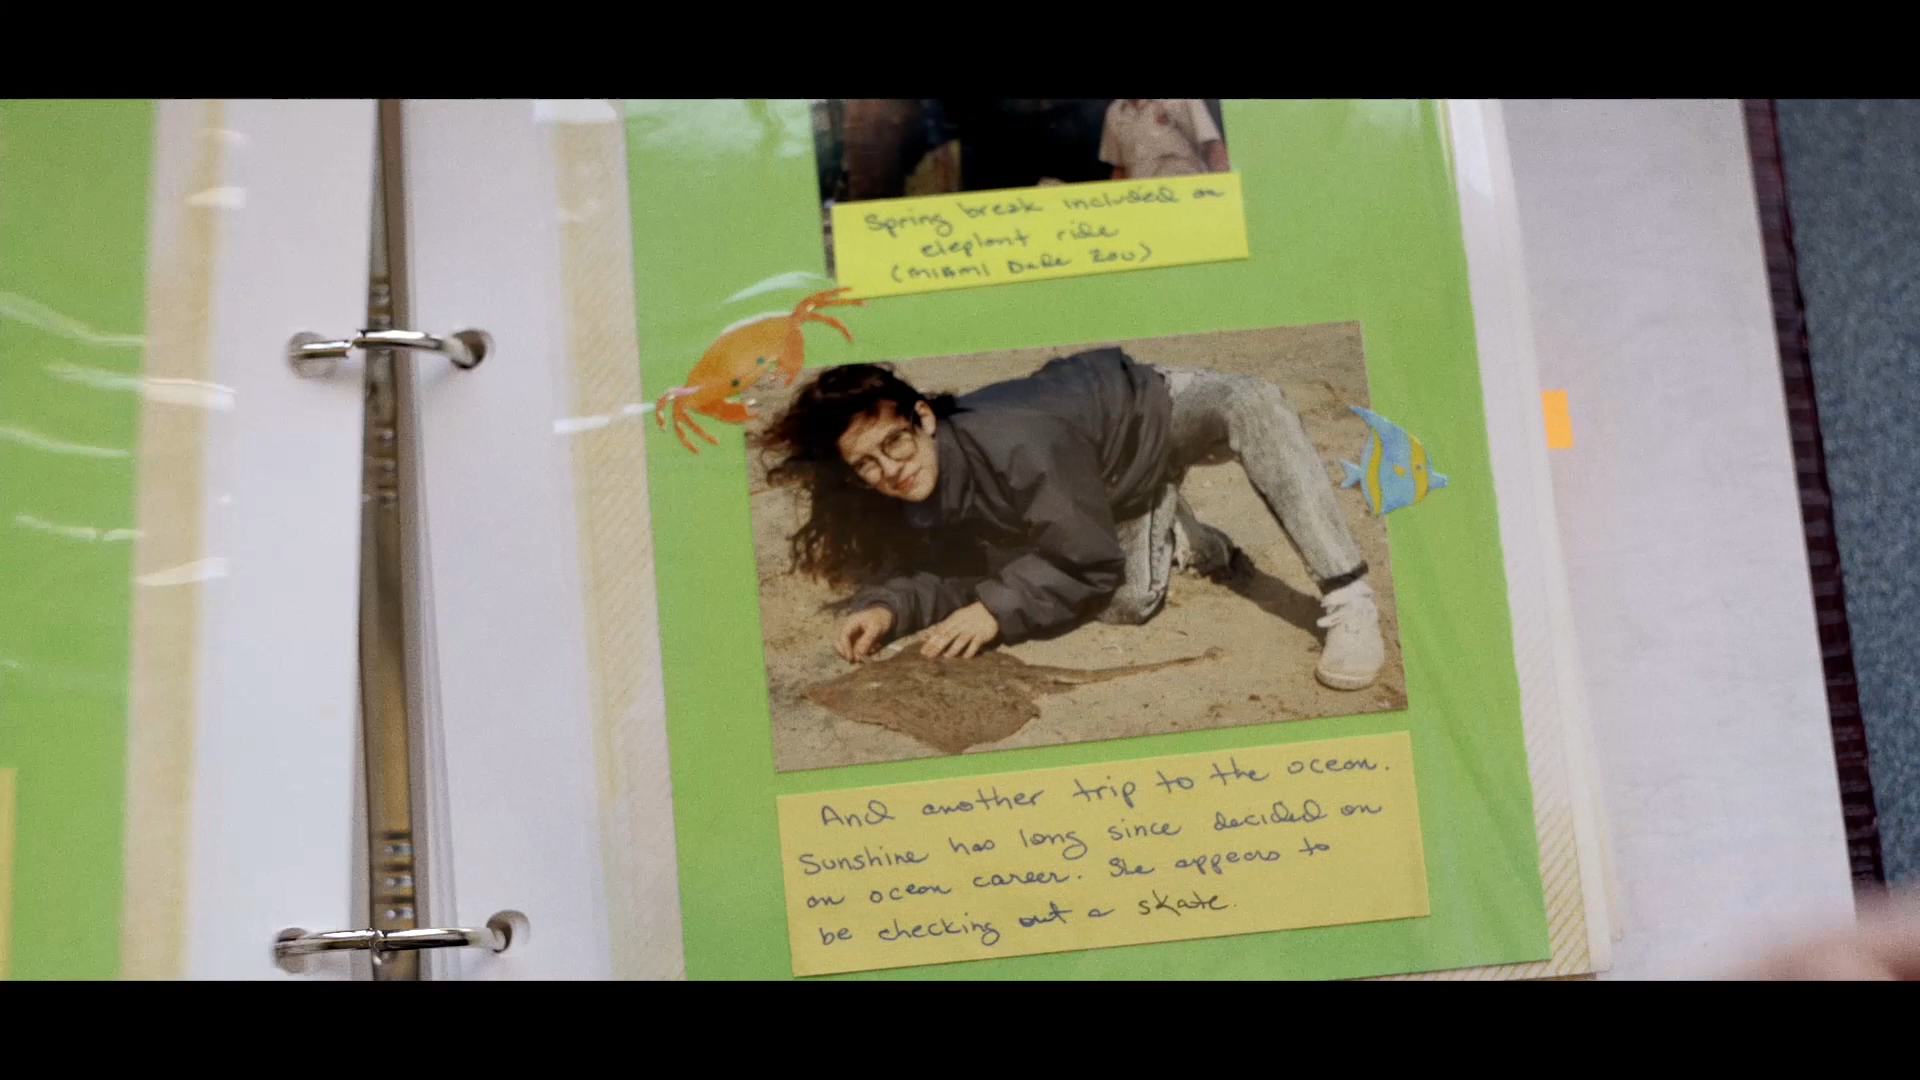 Spring break included an
elephant ride
(MIAMI Dade Zoo)
And another trip to the ocean.
Sunshine has long since decided on
an ocean career. She appears to
be checking out a skate.